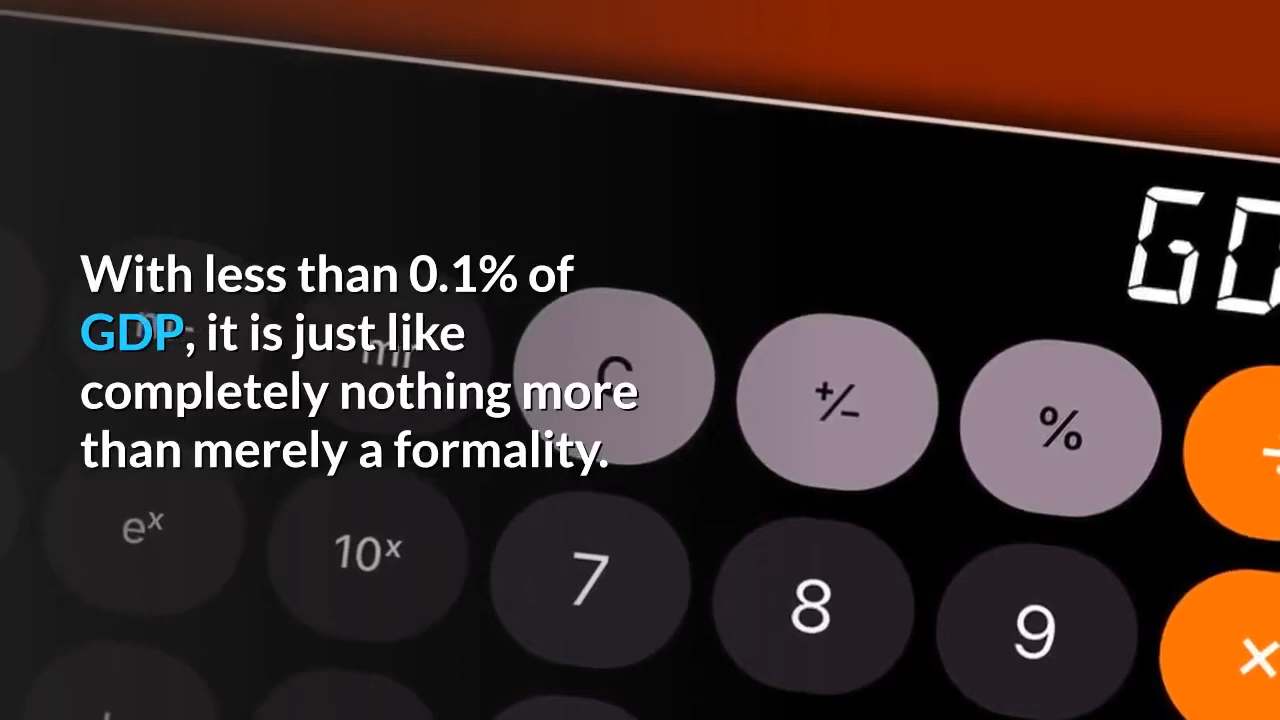 With less than 0.1% of
GDP, it is just like
completely nothing more
than merely a formality.
GD
C
+/−
%
eˣ
10ˣ
7
8
9
×